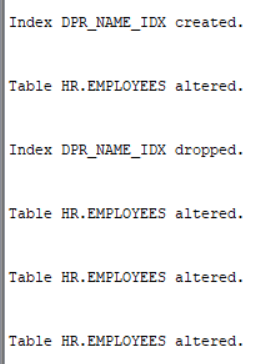 Index DPR_NAME_IDX created.
Table HR.EMPLOYEES altered.
Index DPR_NAME_IDX dropped.
Table HR.EMPLOYEES altered.
Table HR.EMPLOYEES altered.
Table HR.EMPLOYEES altered.